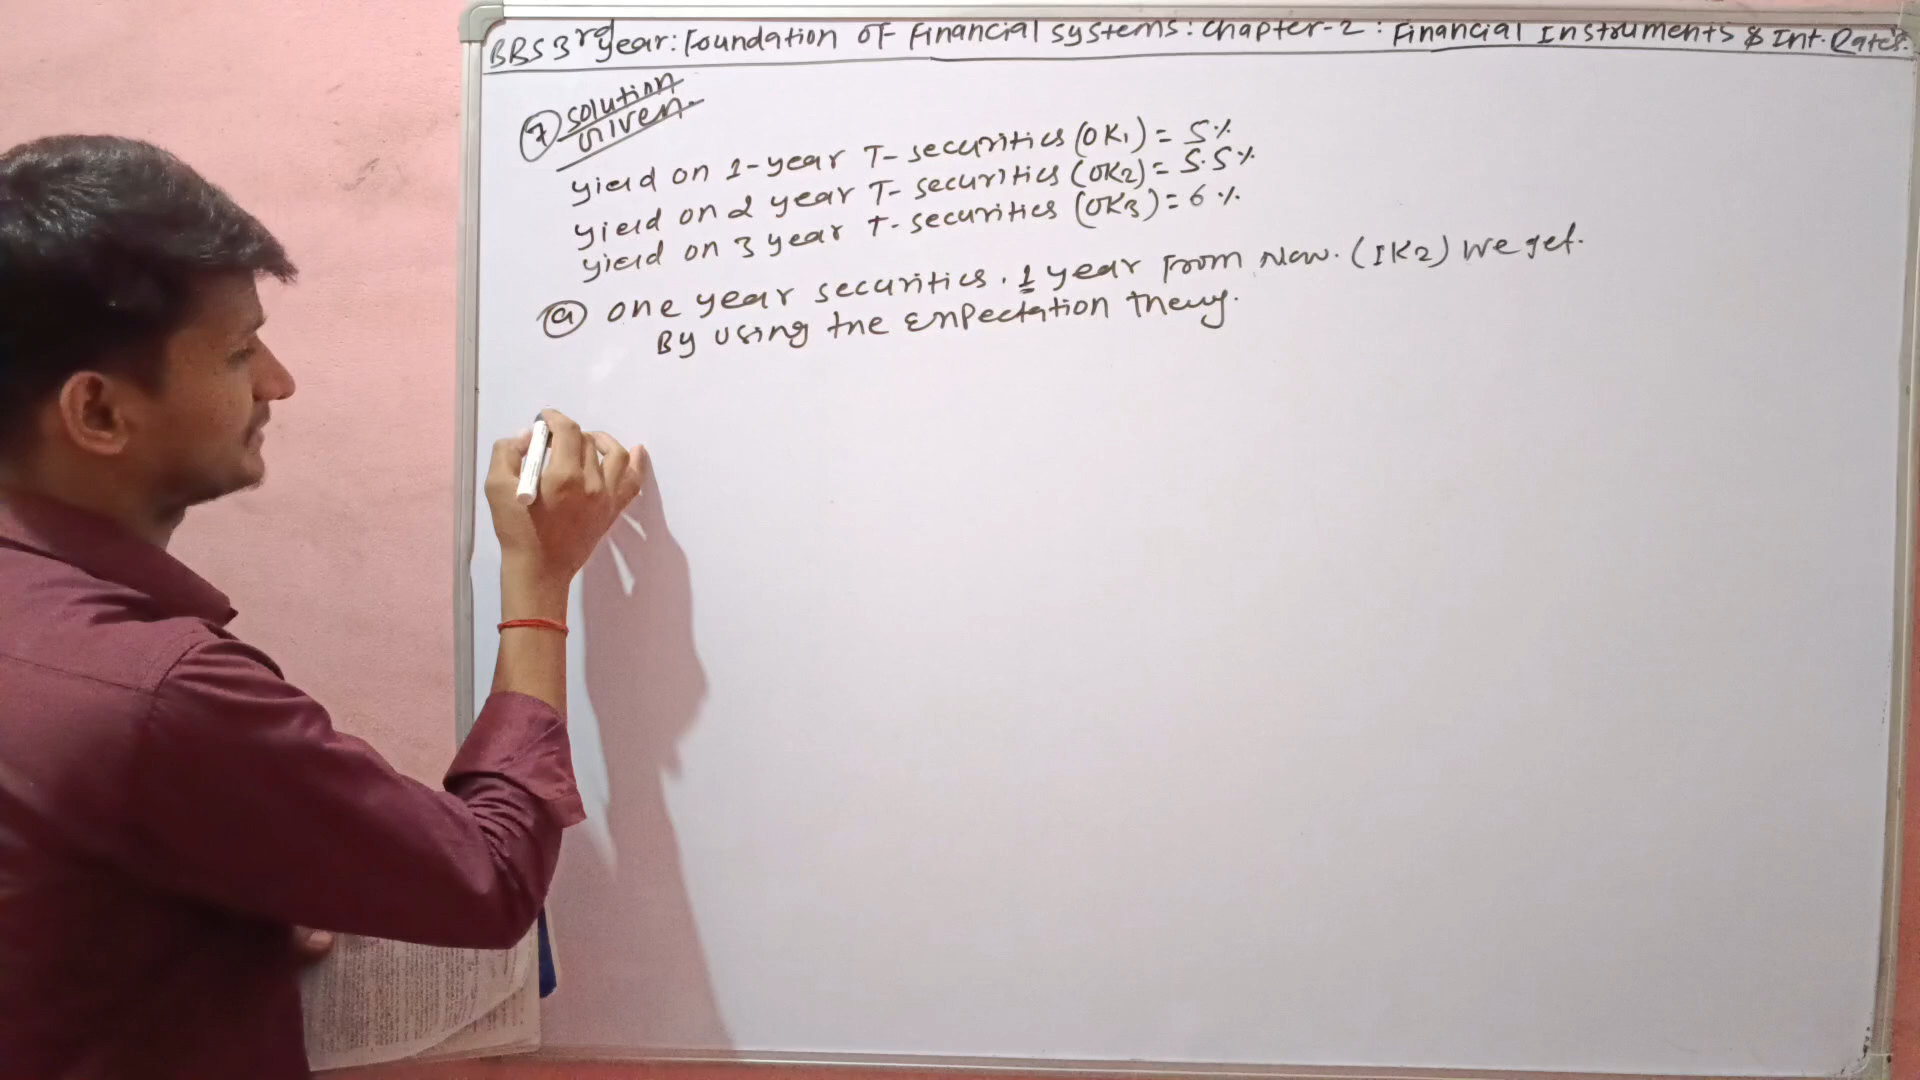 BBS 3rd year: Foundation of Financial systems: Chapter-2: Financial Instruments & Int. Rates.
7 solution
Given.
yield on 1-year T-securities (0K1) = 5%
yield on 2 year T-securities (0K2) = 5.5%
yield on 3 year T-securities (0K3) = 6%
a one year securities. 1 year From Now. (1K2) we get.
By using the Expectation theory.